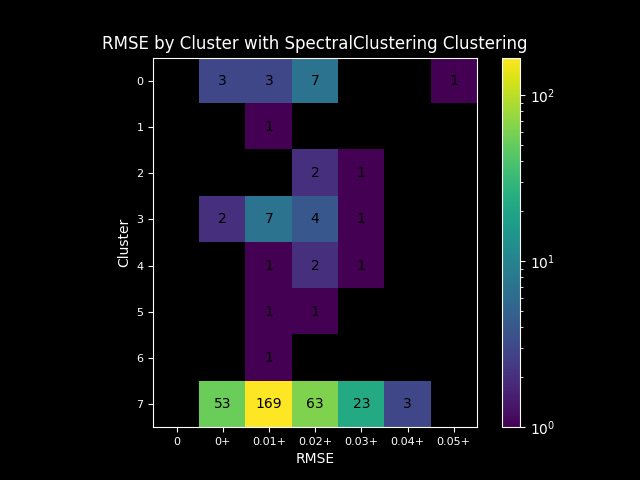 RMSE by Cluster with SpectralClustering Clustering
0 3 3 7 1
1 1
2 2 1
3 2 7 4 1
4 1 2 1
5 1 1
6 1
7 53 169 63 23 3
0 0+ 0.01+ 0.02+ 0.03+ 0.04+ 0.05+
RMSE
Cluster
10²
10¹
10⁰